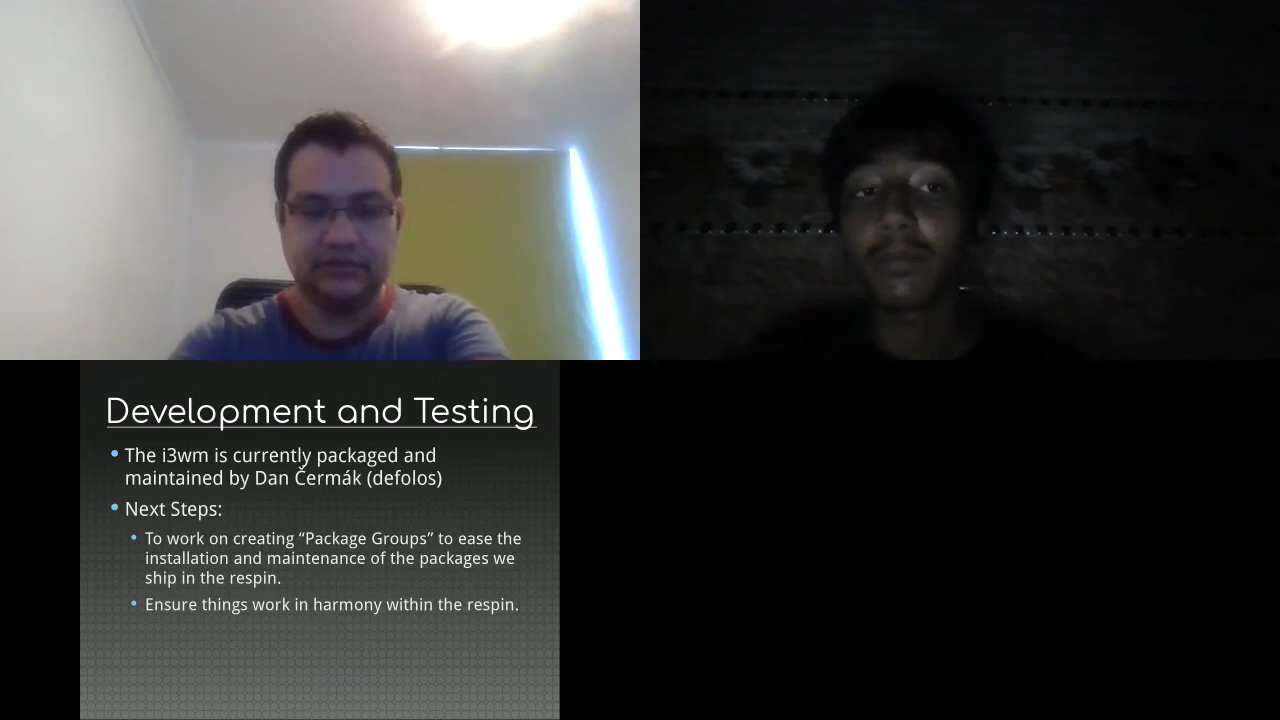 Development and Testing
The i3wm is currently packaged and
maintained by Dan Čermák (defolos)
Next Steps:
To work on creating “Package Groups” to ease the
installation and maintenance of the packages we
ship in the respin.
Ensure things work in harmony within the respin.